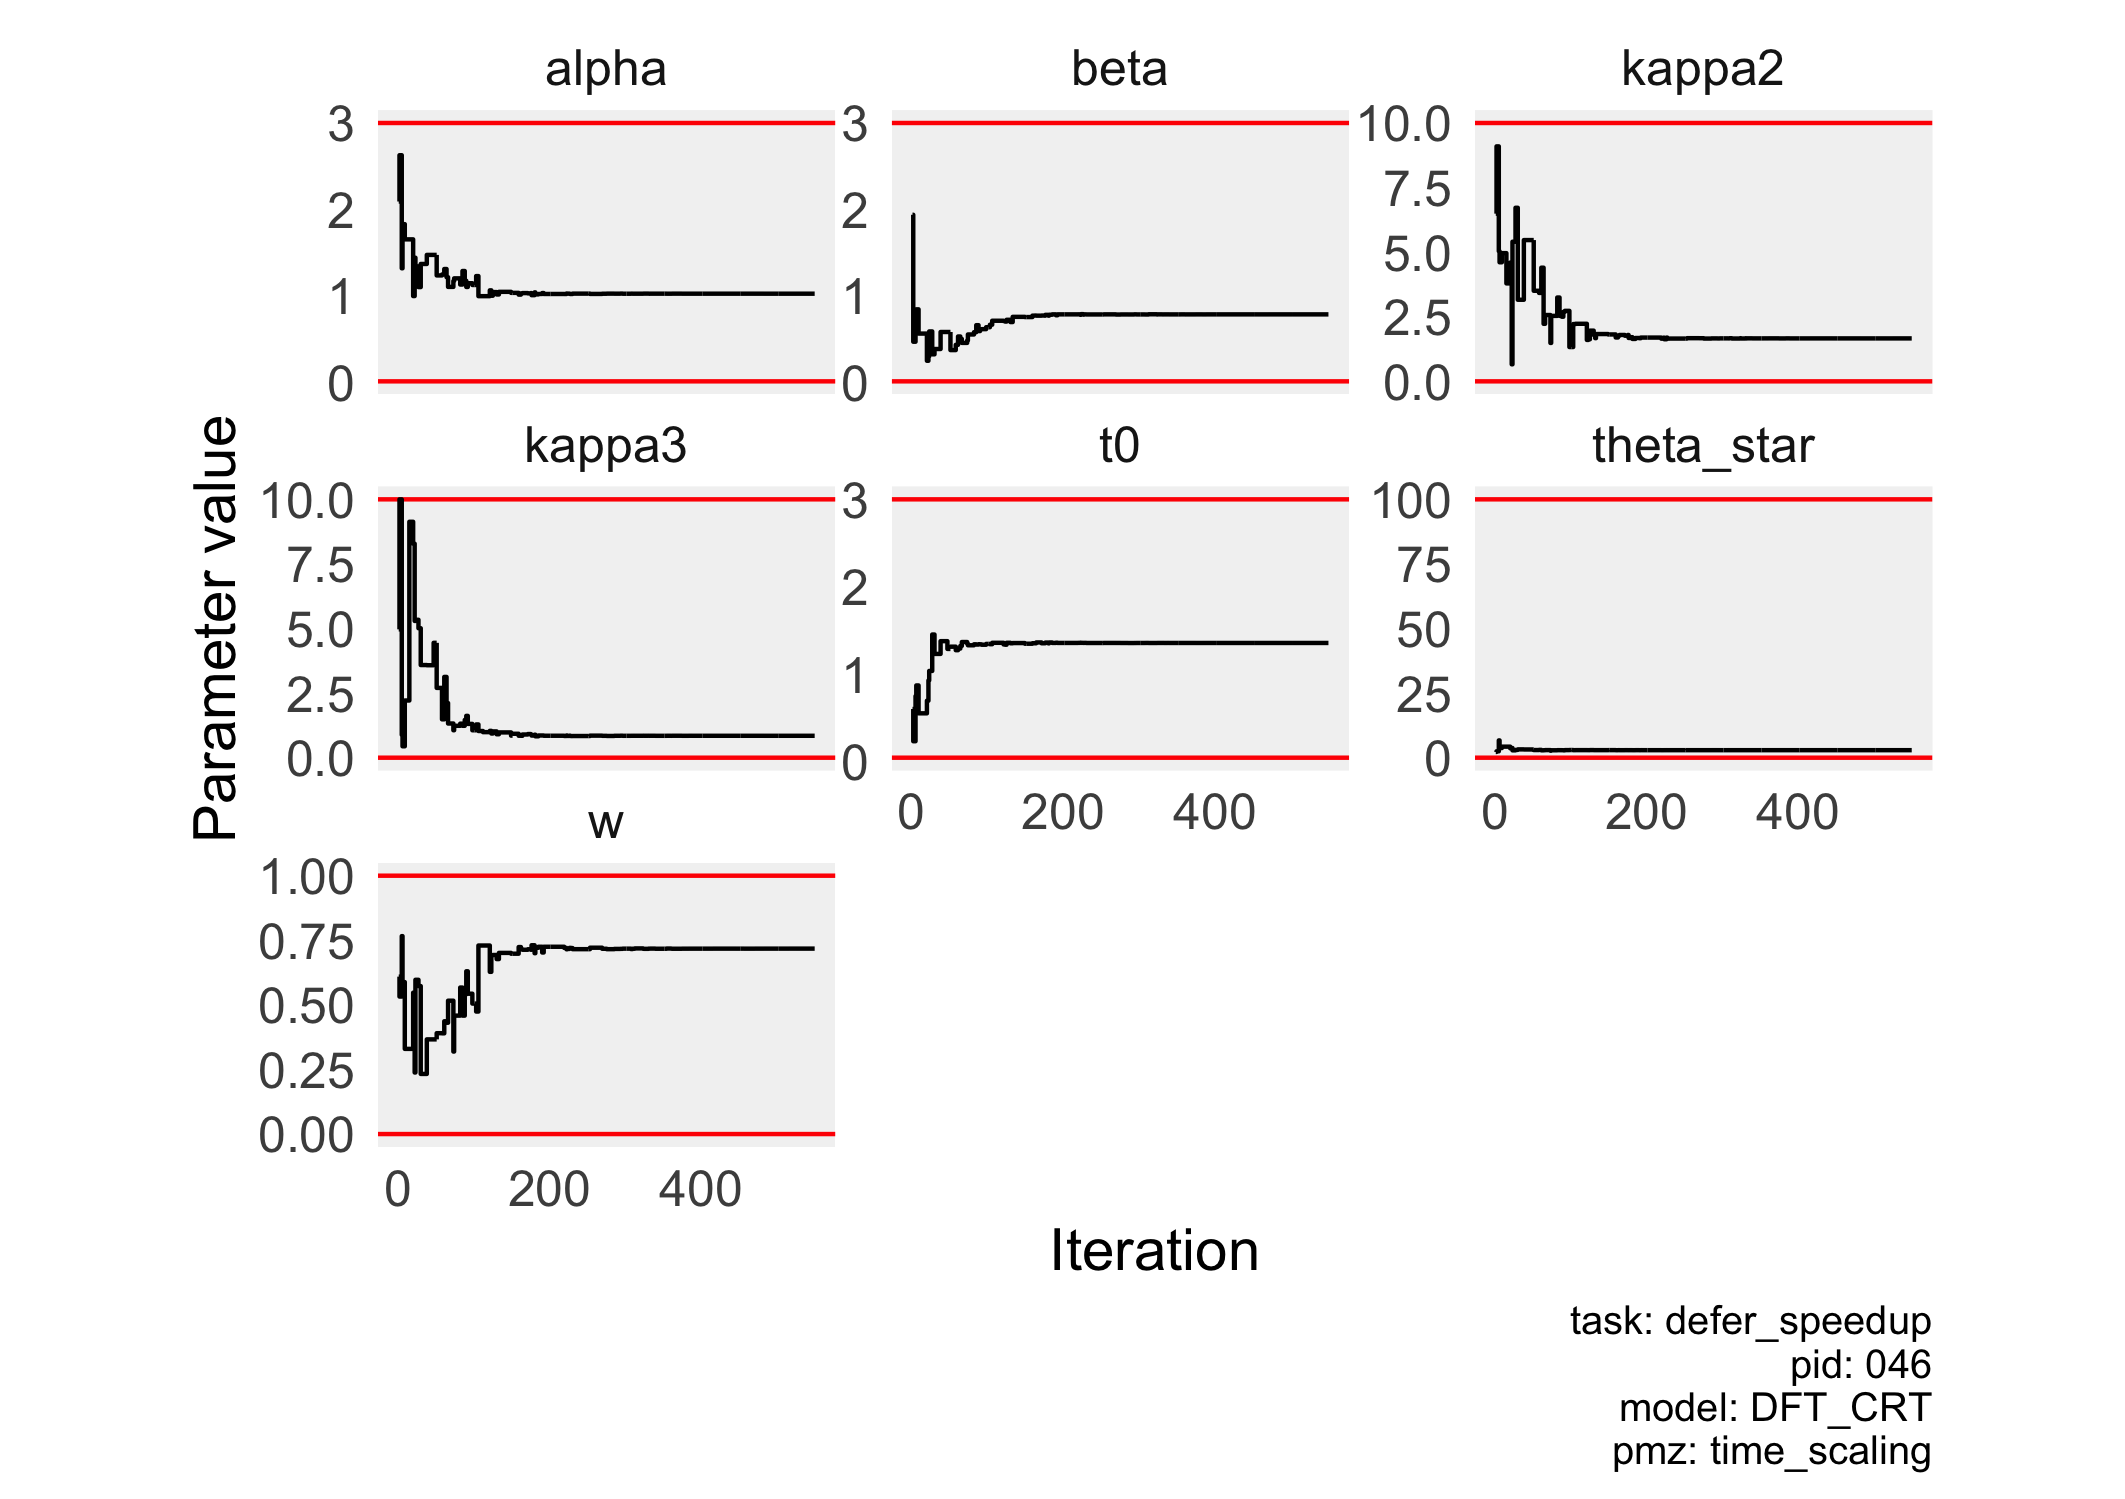 alpha
beta
kappa2
3
2
1
0
3
2
1
0
10.0
7.5
5.0
2.5
0.0
kappa3
t0
theta_star
10.0
7.5
5.0
2.5
0.0
3
2
1
0
100
75
50
25
0
0 200 400
0 200 400
w
1.00
0.75
0.50
0.25
0.00
0 200 400
Parameter value
Iteration
task: defer_speedup
pid: 046
model: DFT_CRT
pmz: time_scaling